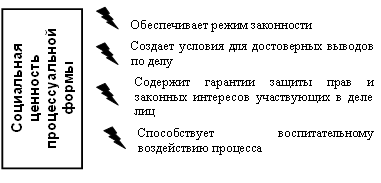 Социальная
ценность
процессуальной
формы
Обеспечивает режим законности
Создает условия для достоверных выводов
по делу
Содержит гарантии защиты прав и
законных интересов участвующих в деле
лиц
Способствует воспитательному
воздействию процесса